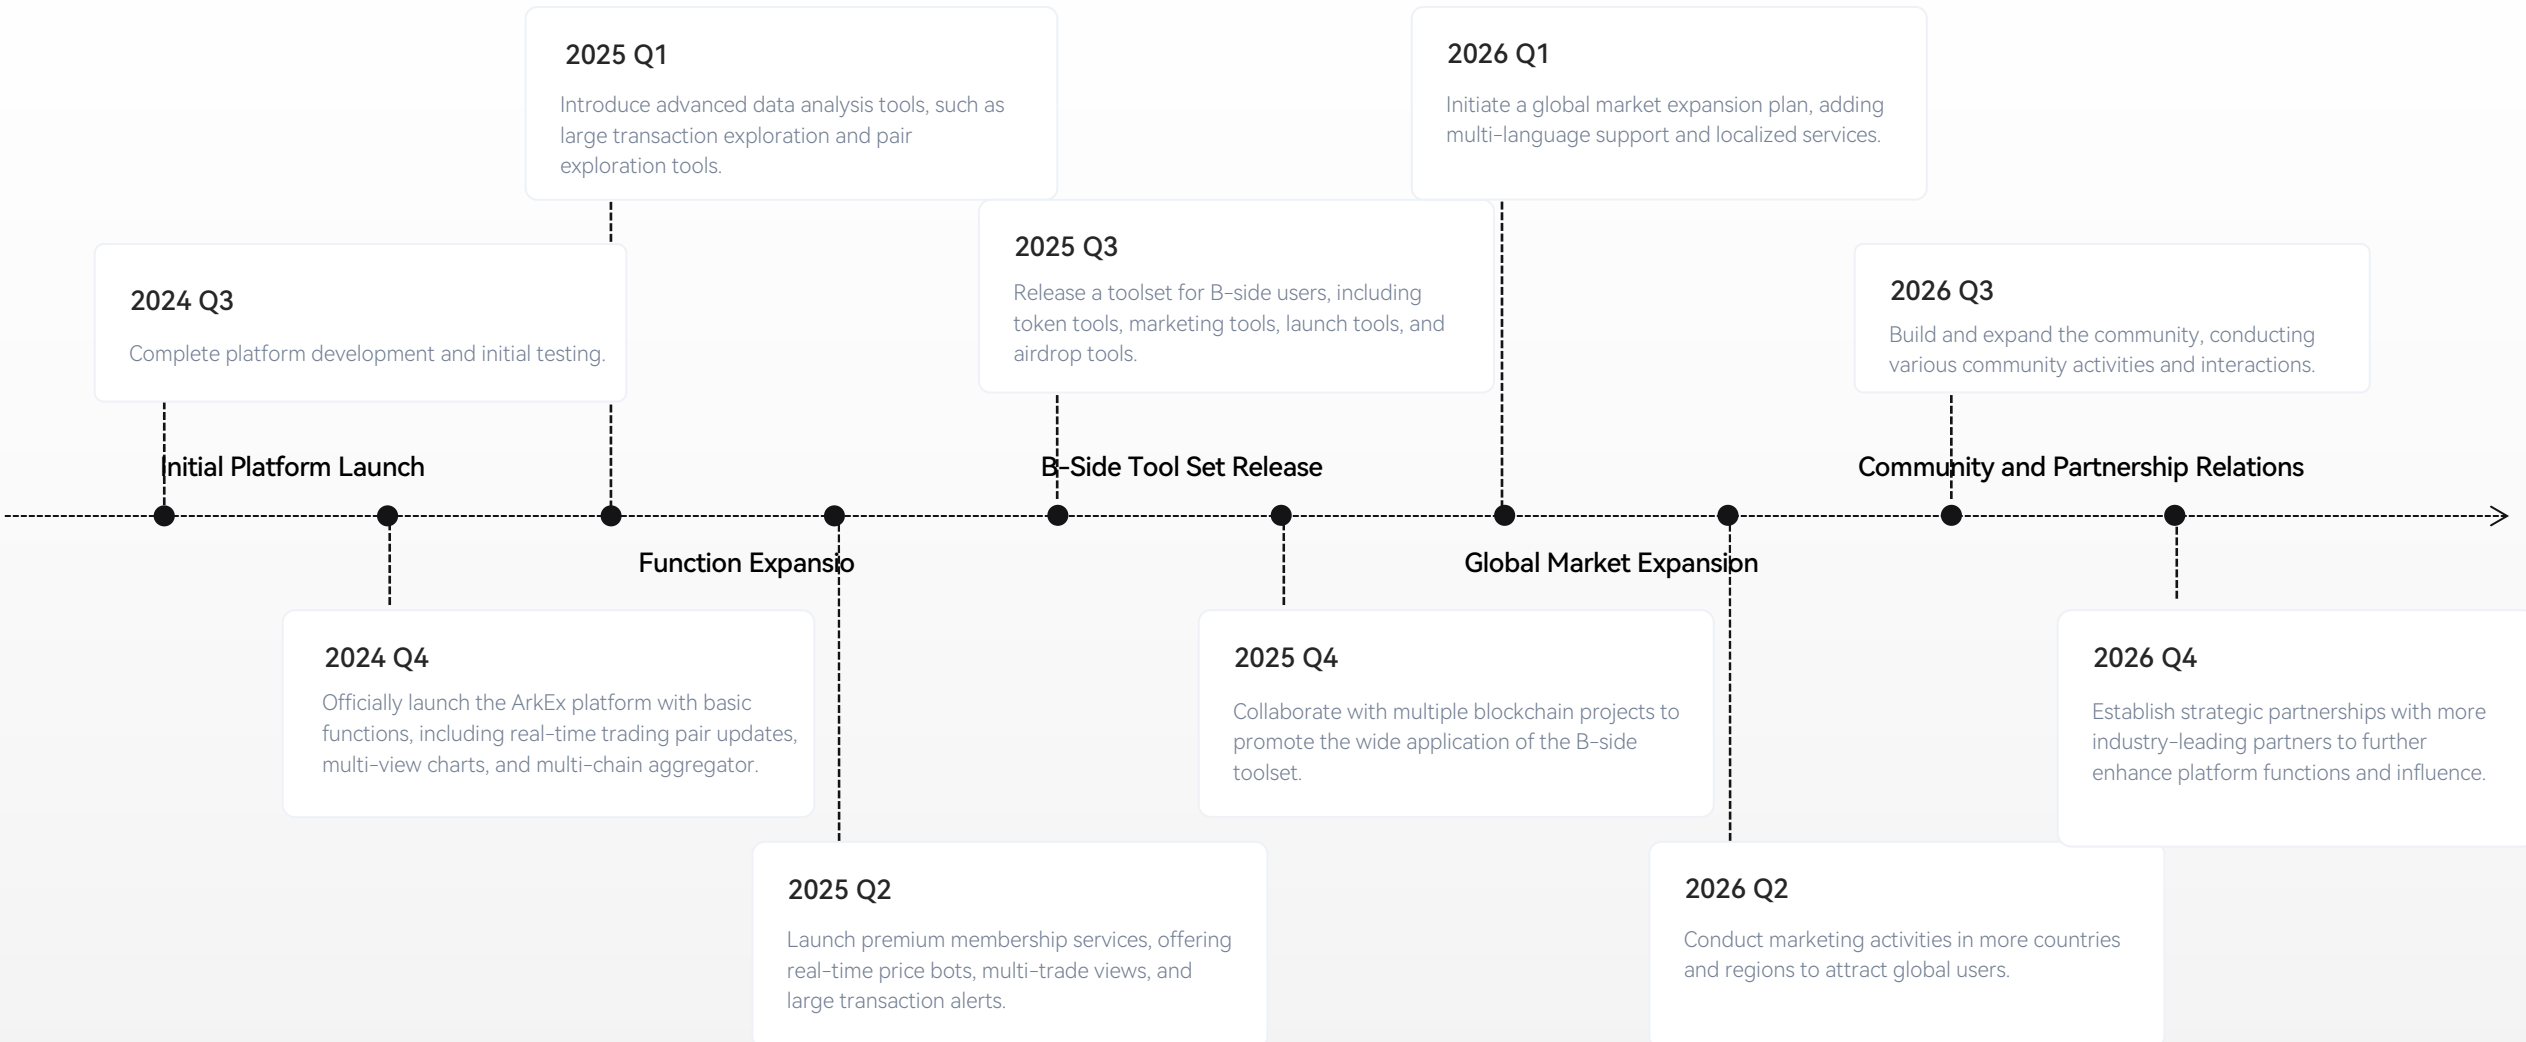 2025 Q1
Introduce advanced data analysis tools, such as
large transaction exploration and pair
exploration tools.
2026 Q1
Initiate a global market expansion plan, adding
multi-language support and localized services.
2024 Q3
Complete platform development and initial testing.
2025 Q3
Release a toolset for B-side users, including
token tools, marketing tools, launch tools, and
airdrop tools.
2026 Q3
Build and expand the community, conducting
various community activities and interactions.
Initial Platform Launch
B-Side Tool Set Release
Community and Partnership Relations
Function Expansio
Global Market Expansion
2024 Q4
Officially launch the ArkEx platform with basic
functions, including real-time trading pair updates,
multi-view charts, and multi-chain aggregator.
2025 Q4
Collaborate with multiple blockchain projects to
promote the wide application of the B-side
toolset.
2026 Q4
Establish strategic partnerships with more
industry-leading partners to further
enhance platform functions and influence.
2025 Q2
Launch premium membership services, offering
real-time price bots, multi-trade views, and
large transaction alerts.
2026 Q2
Conduct marketing activities in more countries
and regions to attract global users.